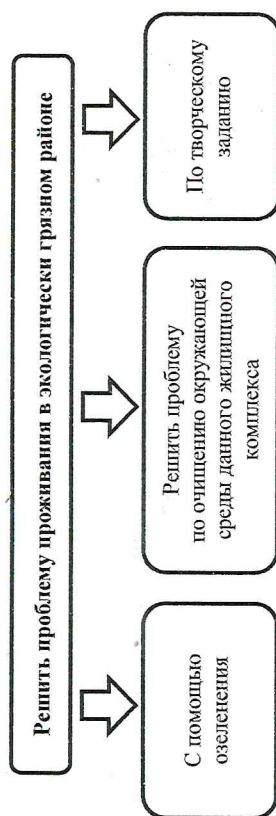 Решить проблему проживания в экологически грязном районе
С помощью
озеленения
Решить проблему
по очищению окружающей
среды данного жилищного
комплекса
По творческому
заданию